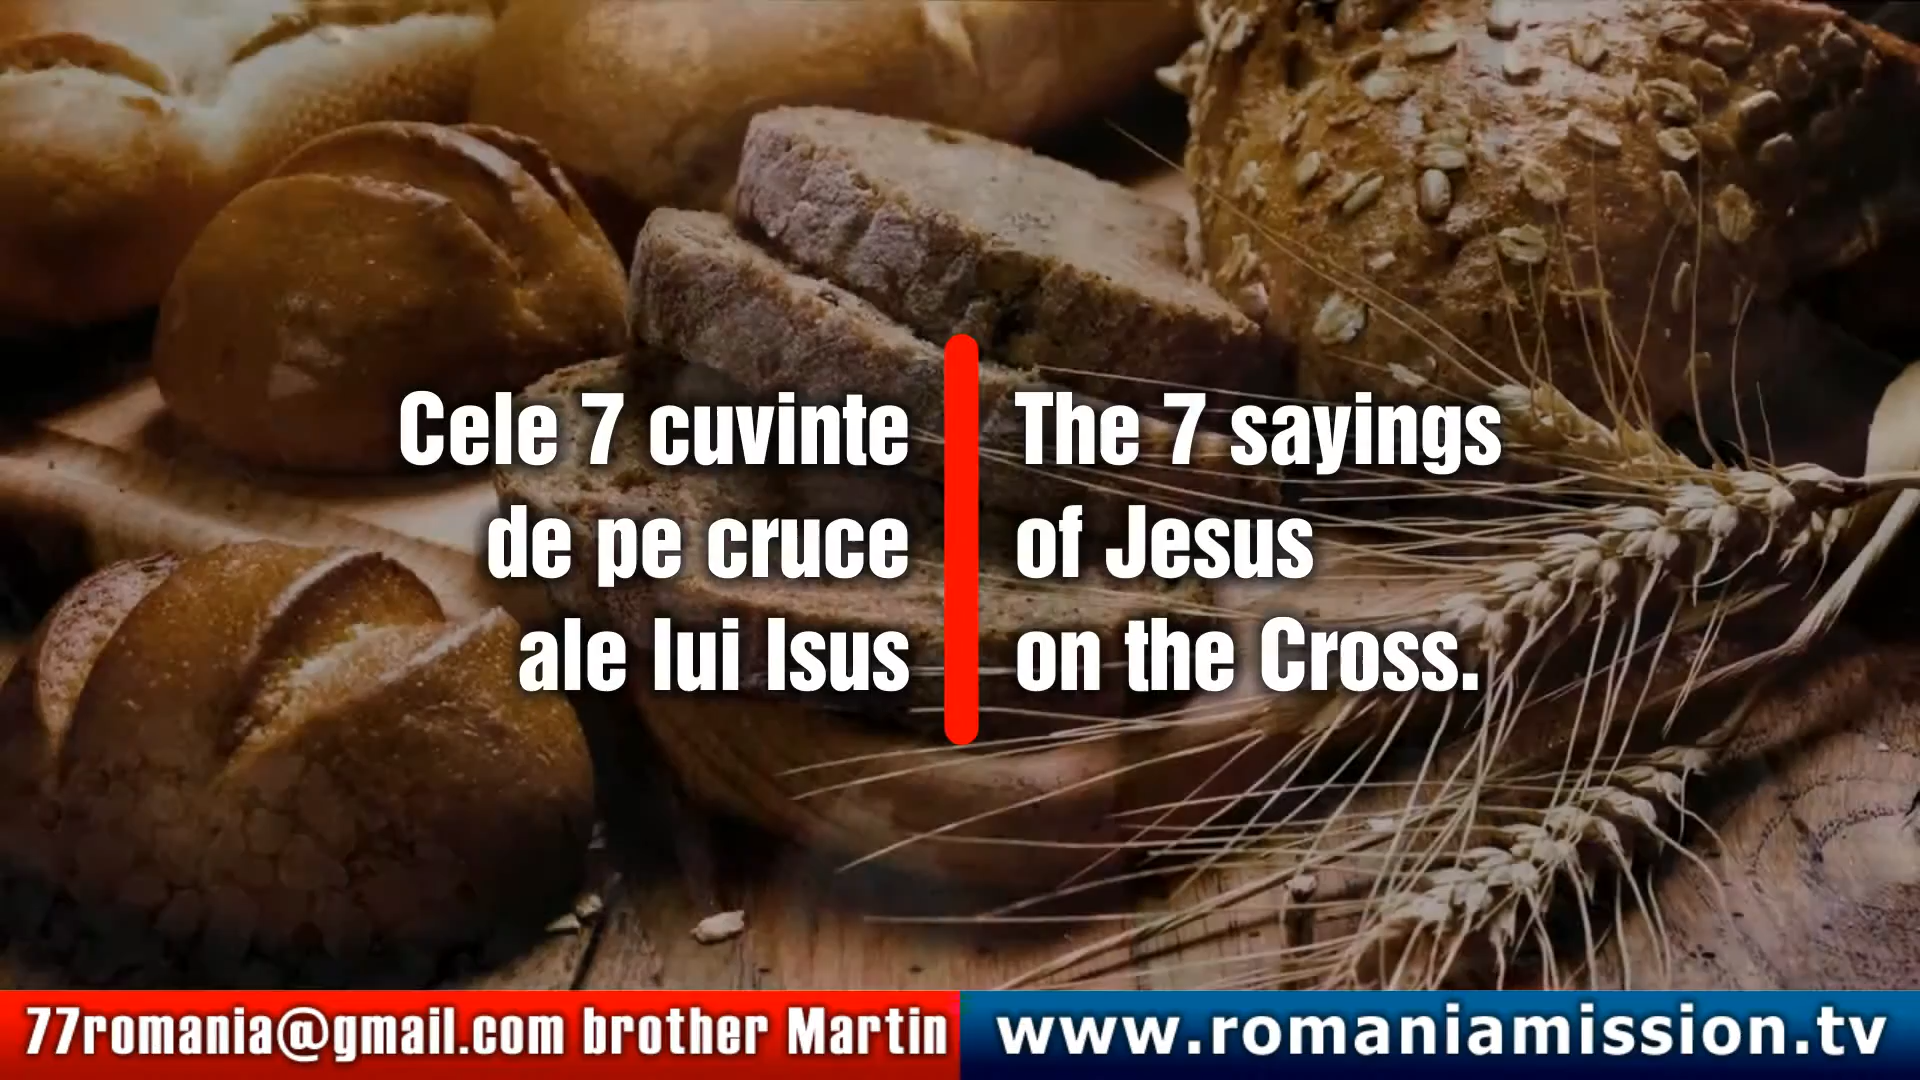 Cele 7 cuvinte
de pe cruce
ale lui Isus
The 7 sayings
of Jesus
on the Cross.
77romania@gmail.com brother Martin
www.romaniamission.tv